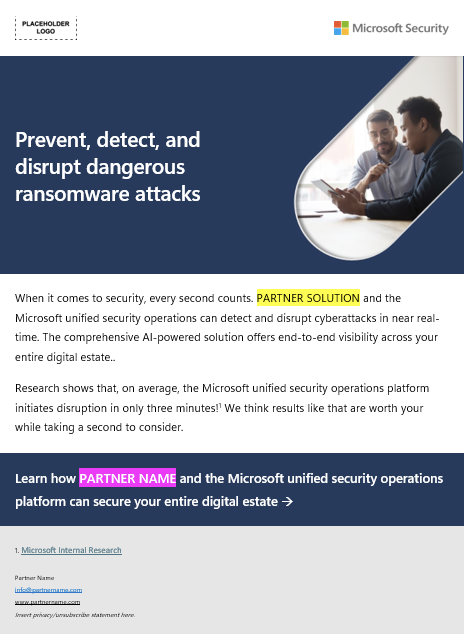 PLACEHOLDER
LOGO
Microsoft Security
Prevent, detect, and
disrupt dangerous
ransomware attacks
When it comes to security, every second counts. PARTNER SOLUTION and the
Microsoft unified security operations can detect and disrupt cyberattacks in near real-
time. The comprehensive AI-powered solution offers end-to-end visibility across your
entire digital estate..
Research shows that, on average, the Microsoft unified security operations platform
initiates disruption in only three minutes!¹ We think results like that are worth your
while taking a second to consider.
Learn how PARTNER NAME and the Microsoft unified security operations
platform can secure your entire digital estate →
1. Microsoft Internal Research
Partner Name
info@partnername.com
www.partnername.com
Insert privacy/unsubscribe statement here.